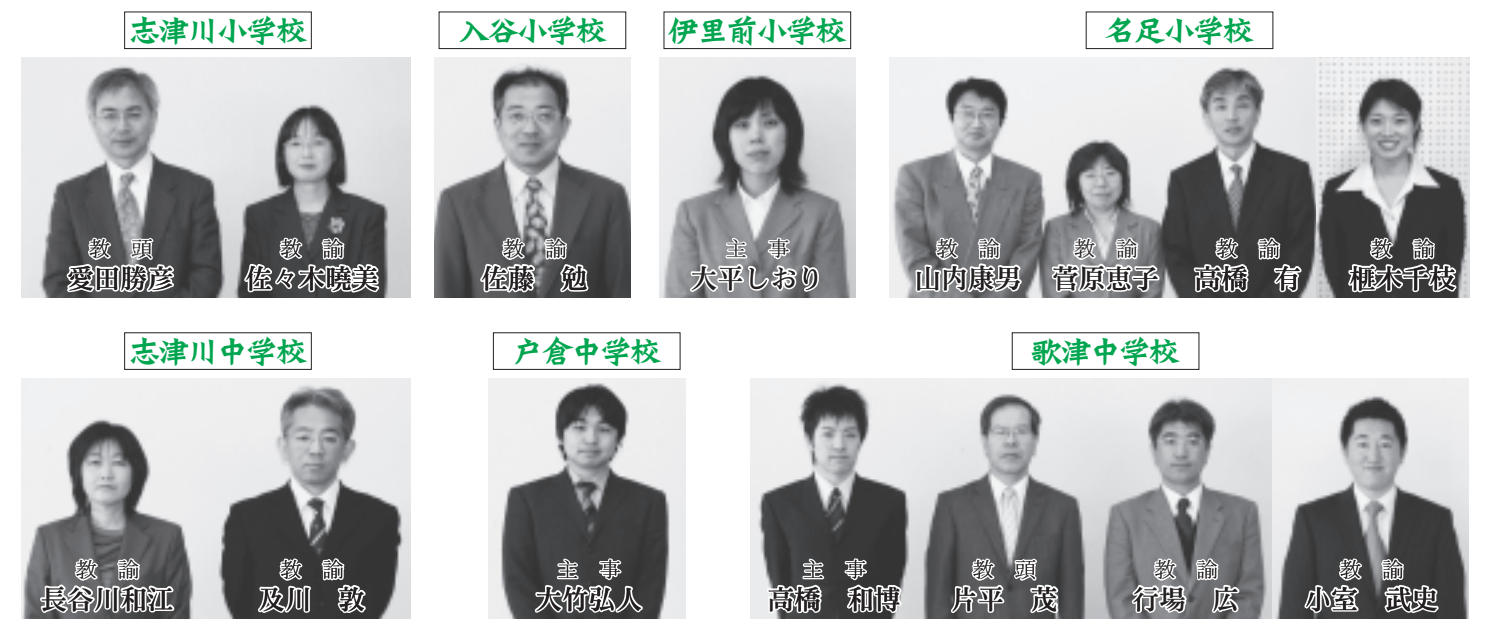 志津川小学校
教頭
愛田勝彦
教諭
佐々木曉美
入谷小学校
教諭
佐藤　勉
伊里前小学校
主事
大平しおり
名足小学校
教諭
山内康男
教諭
菅原恵子
教諭
高橋　有
教諭
榧木千枝
志津川中学校
教諭
長谷川和江
教諭
及川　敦
戸倉中学校
主事
大竹弘人
歌津中学校
主事
高橋　和博
教頭
片平　茂
教諭
行場　広
教諭
小室　武史